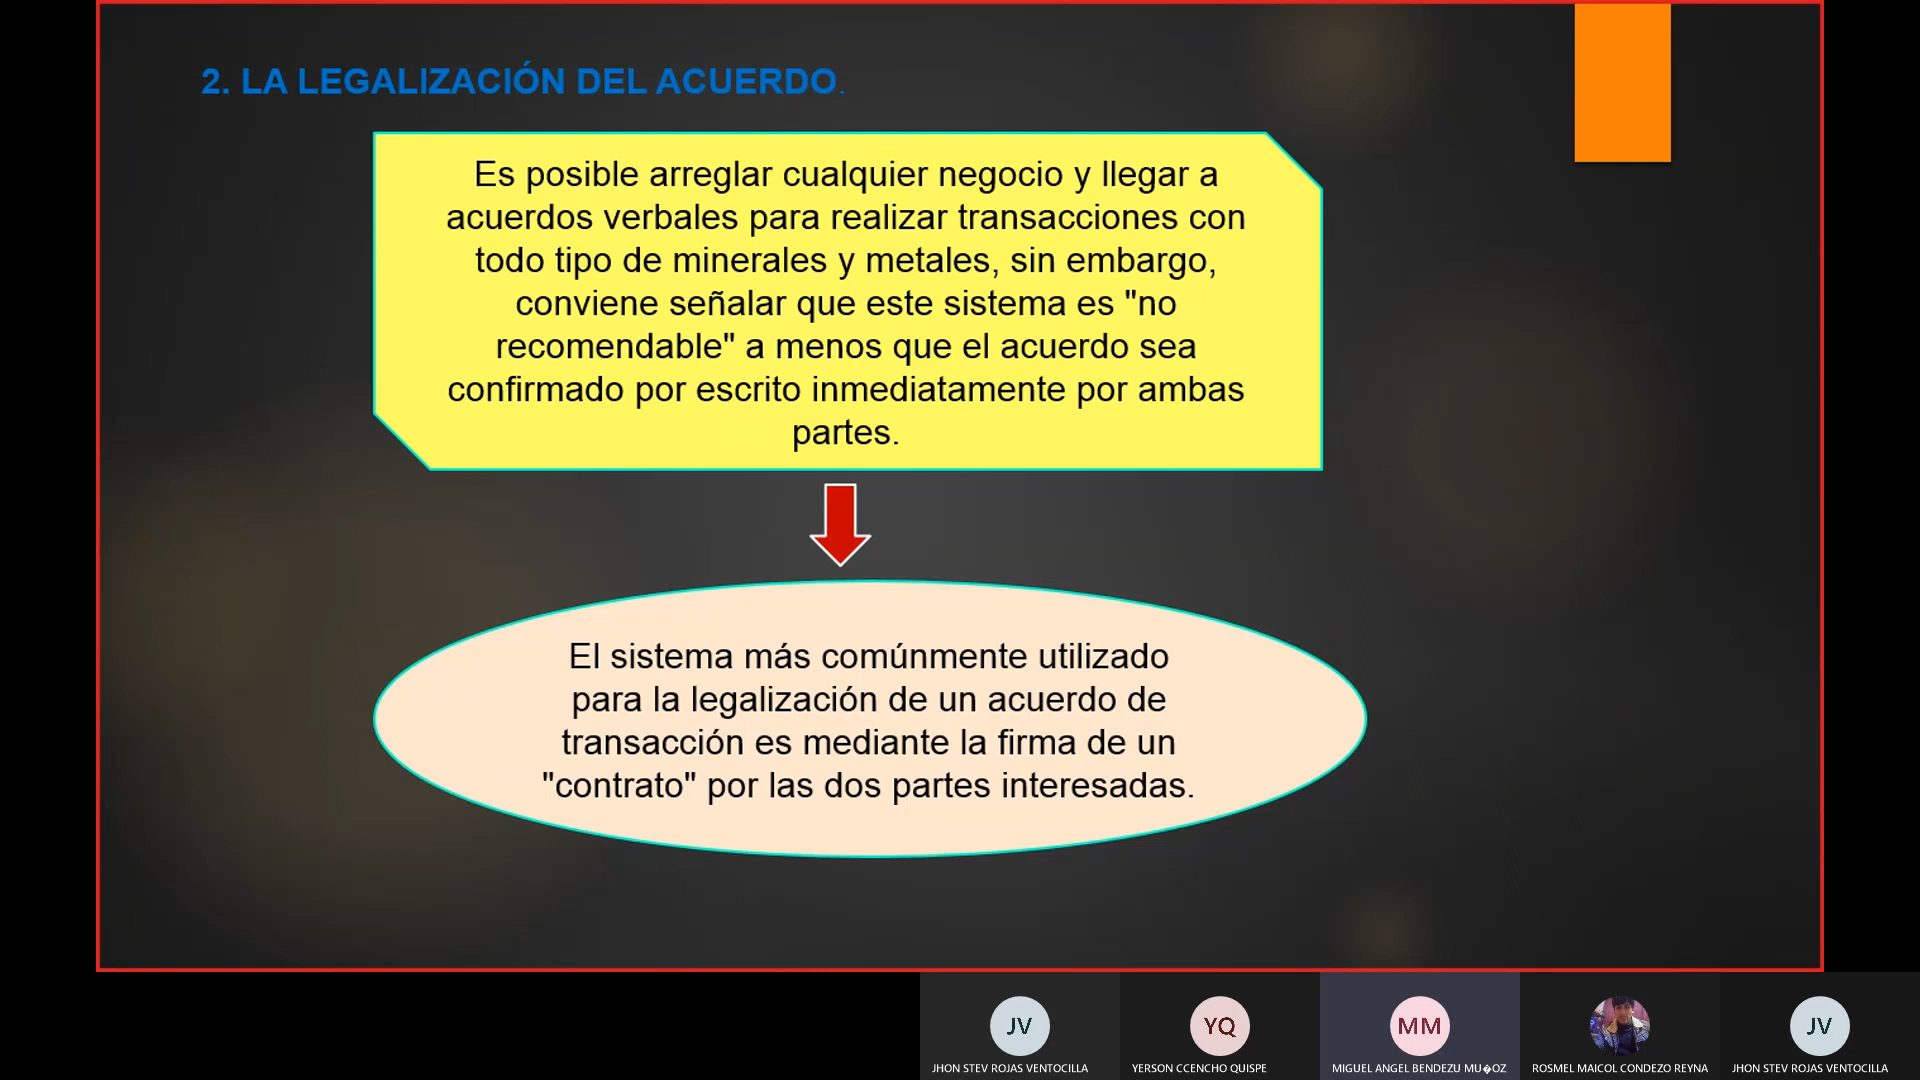 2. LA LEGALIZACIÓN DEL ACUERDO.
Es posible arreglar cualquier negocio y llegar a
acuerdos verbales para realizar transacciones con
todo tipo de minerales y metales, sin embargo,
conviene señalar que este sistema es "no
recomendable" a menos que el acuerdo sea
confirmado por escrito inmediatamente por ambas
partes.
El sistema más comúnmente utilizado
para la legalización de un acuerdo de
transacción es mediante la firma de un
"contrato" por las dos partes interesadas.
JV
YQ
MM
JV
JHON STEV ROJAS VENTOCILLA
YERSON CCENCHO QUISPE
MIGUEL ANGEL BENDEZU MU�OZ
ROSMEL MAICOL CONDEZO REYNA
JHON STEV ROJAS VENTOCILLA